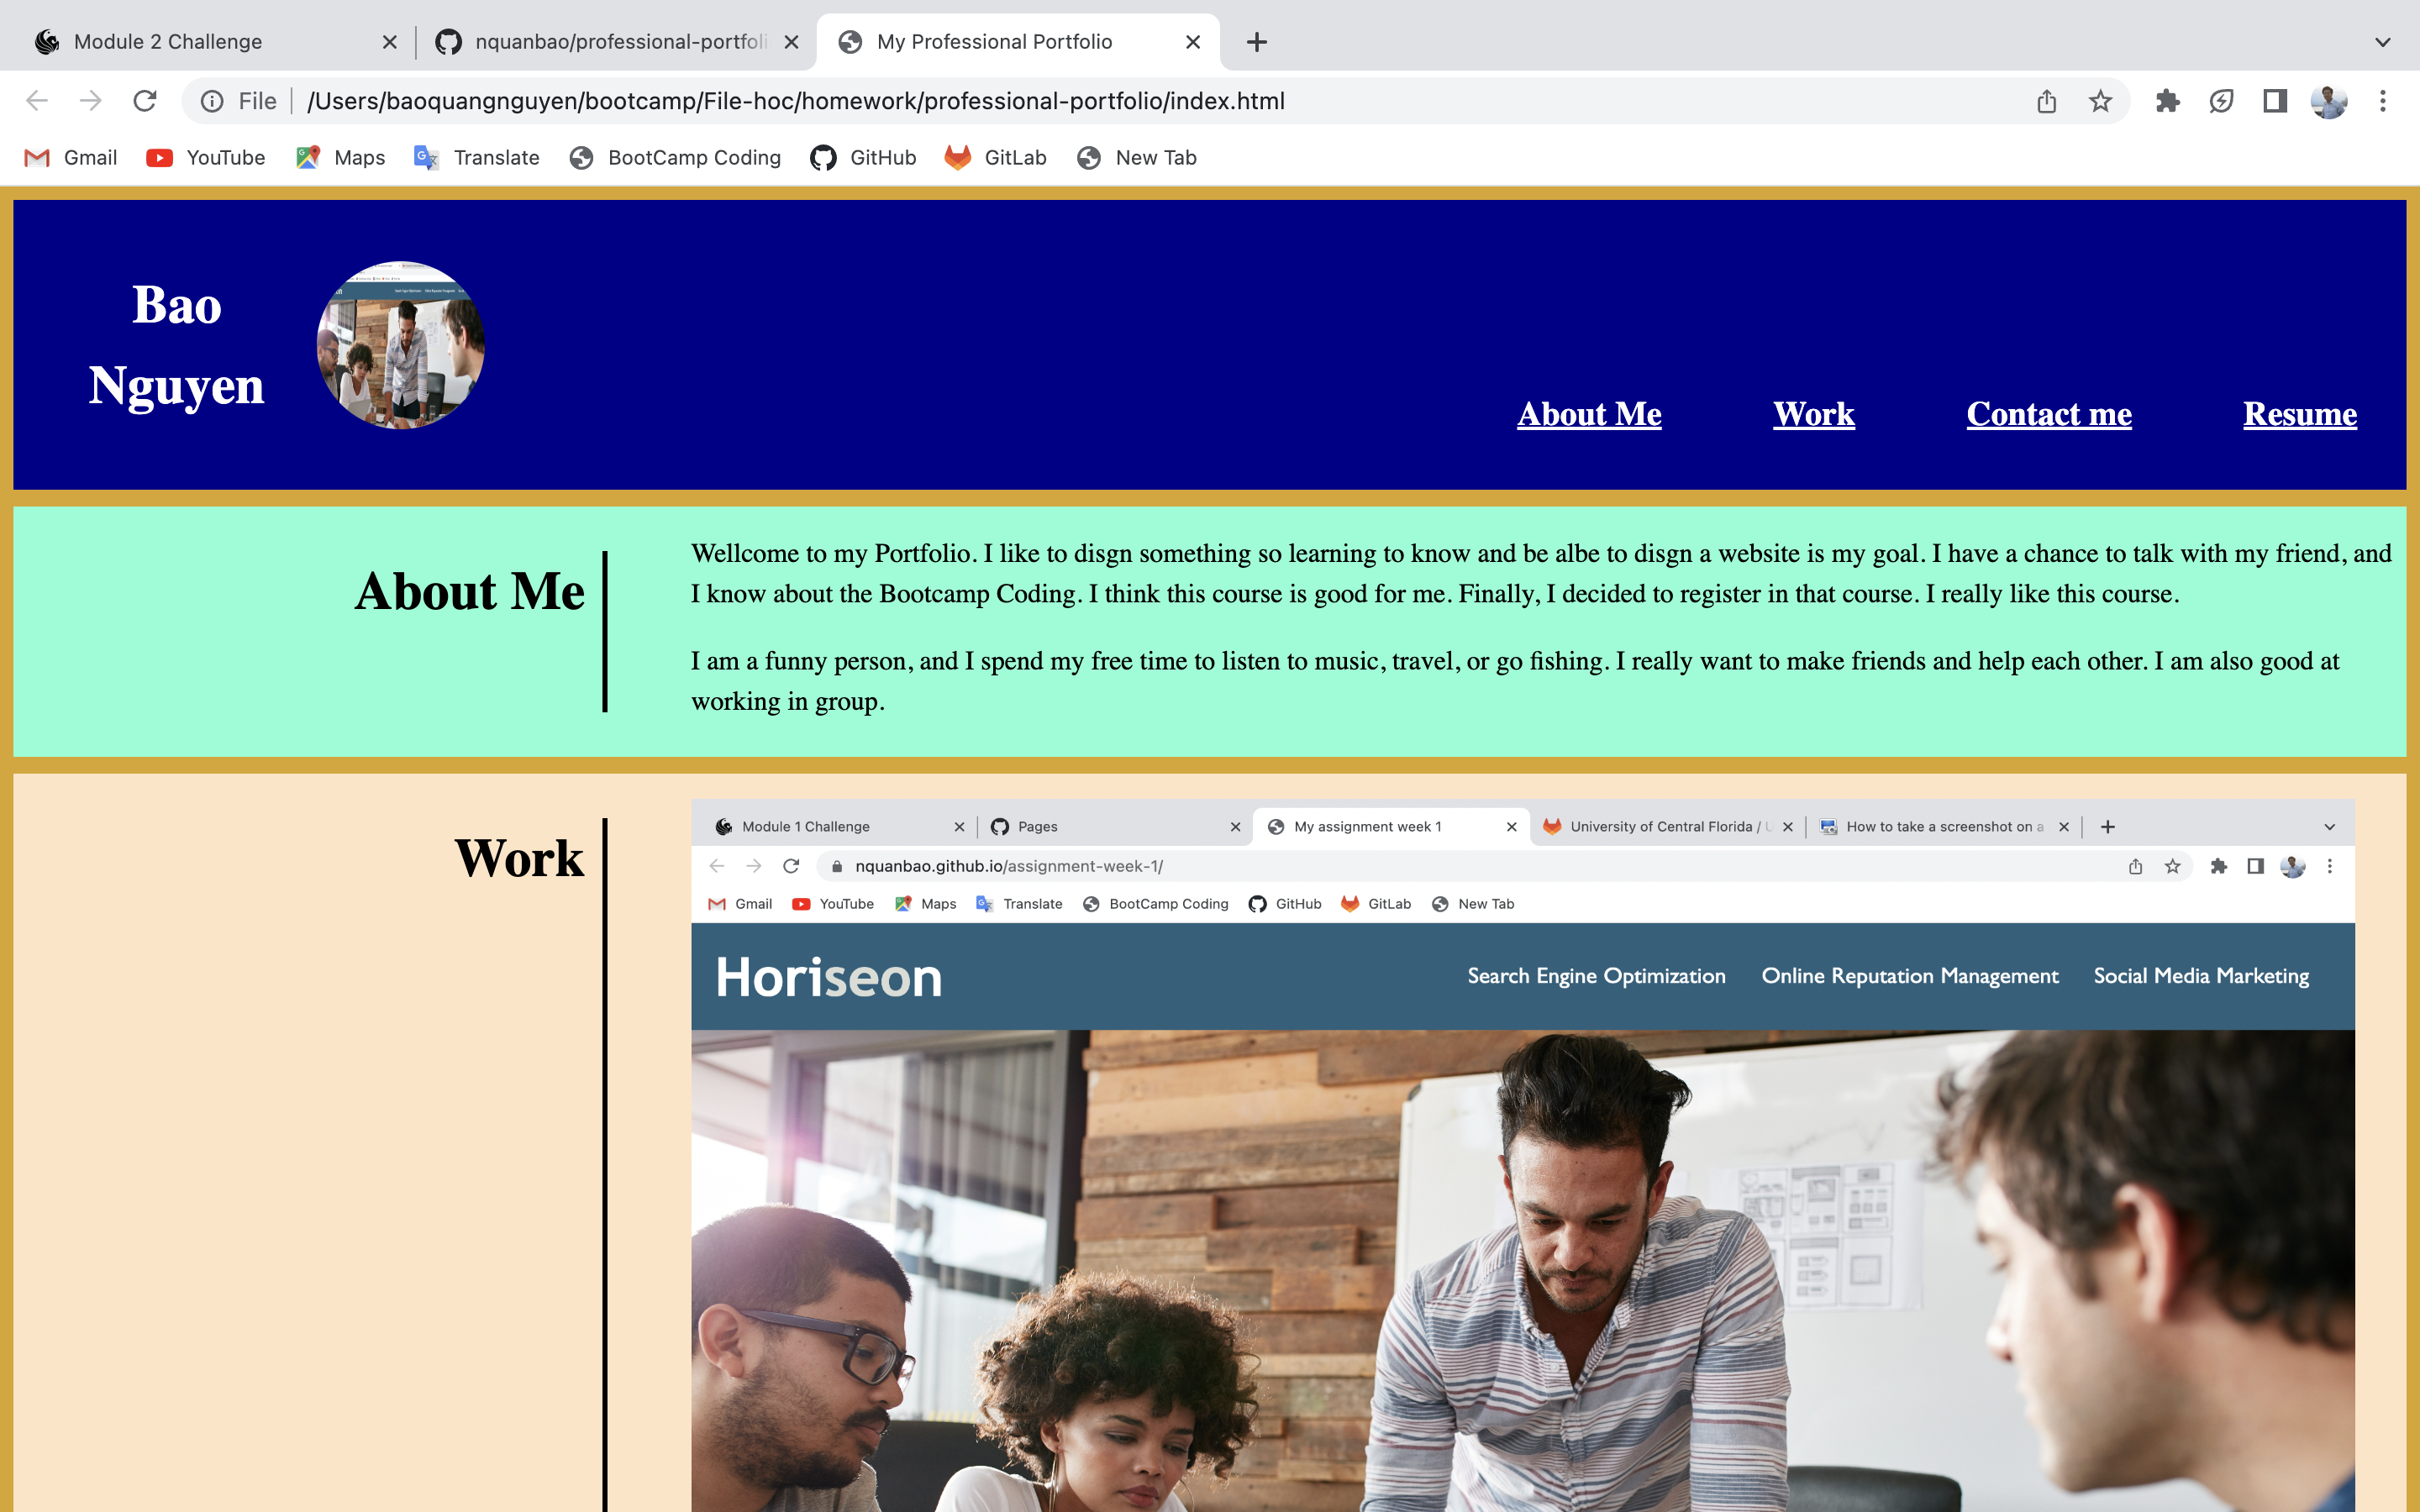 Module 2 Challenge
nquanbao/professional-portfoli
My Professional Portfolio
File
/Users/baoquangnguyen/bootcamp/File-hoc/homework/professional-portfolio/index.html
Gmail YouTube Maps Translate BootCamp Coding GitHub GitLab New Tab
Bao
Nguyen
About Me Work Contact me Resume
About Me
Wellcome to my Portfolio. I like to disgn something so learning to know and be albe to disgn a website is my goal. I have a chance to talk with my friend, and
I know about the Bootcamp Coding. I think this course is good for me. Finally, I decided to register in that course. I really like this course.
I am a funny person, and I spend my free time to listen to music, travel, or go fishing. I really want to make friends and help each other. I am also good at
working in group.
Work
Module 1 Challenge
Pages
My assignment week 1
University of Central Florida / U
How to take a screenshot on a
nquanbao.github.io/assignment-week-1/
Gmail YouTube Maps Translate BootCamp Coding GitHub GitLab New Tab
Horiseon
Search Engine Optimization Online Reputation Management Social Media Marketing